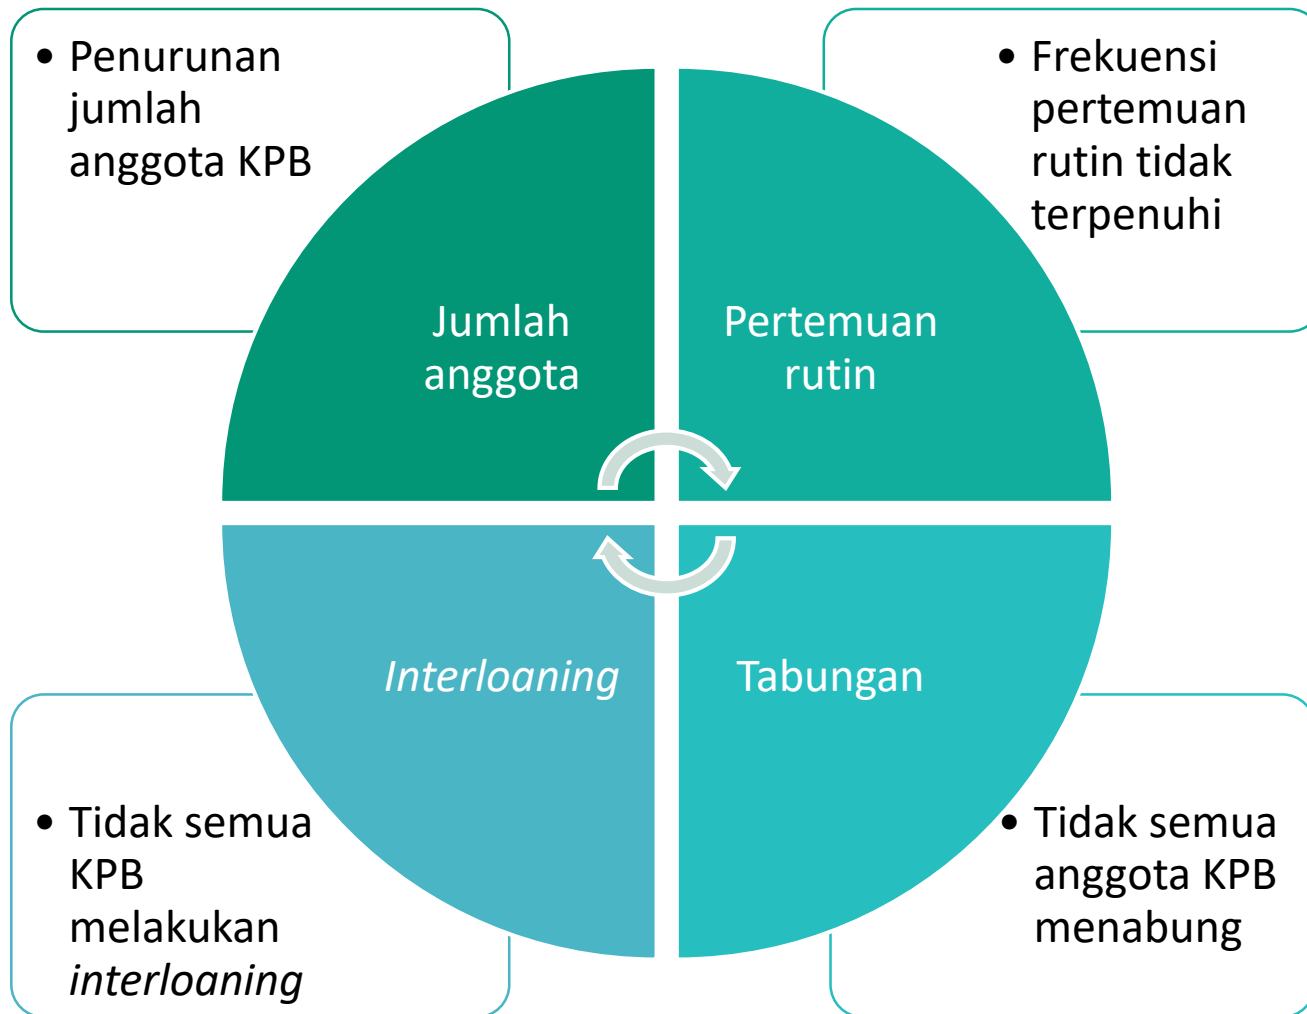 • Penurunan
jumlah
anggota KPB
• Frekuensi
pertemuan
rutin tidak
terpenuhi
Jumlah
anggota
Pertemuan
rutin
Interloaning
Tabungan
• Tidak semua
KPB
melakukan
interloaning
• Tidak semua
anggota KPB
menabung